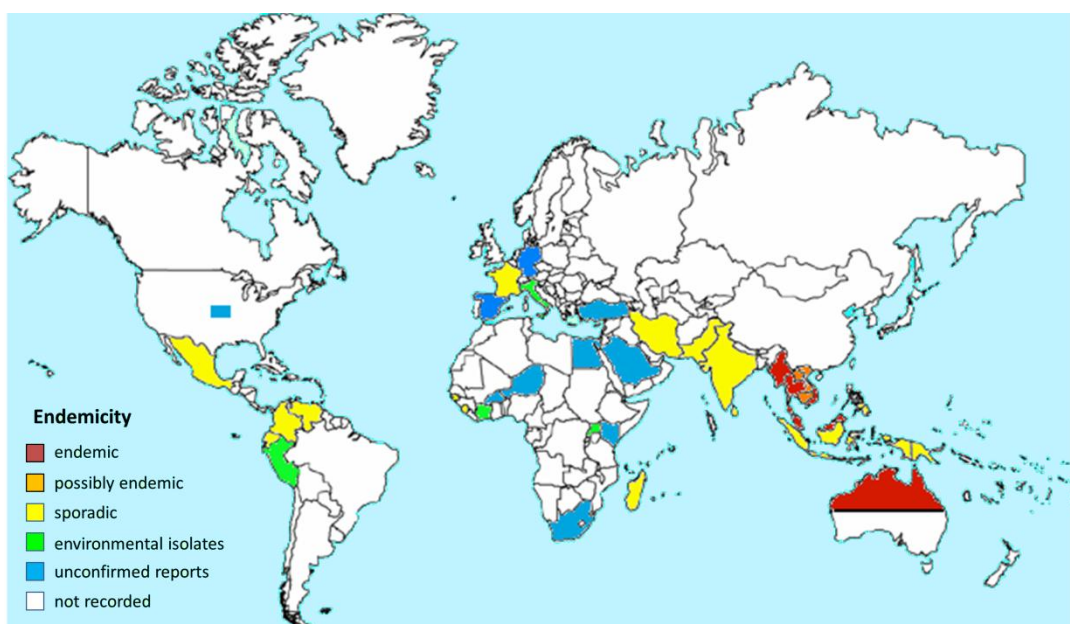 Endemicity
endemic
possibly endemic
sporadic
environmental isolates
unconfirmed reports
not recorded